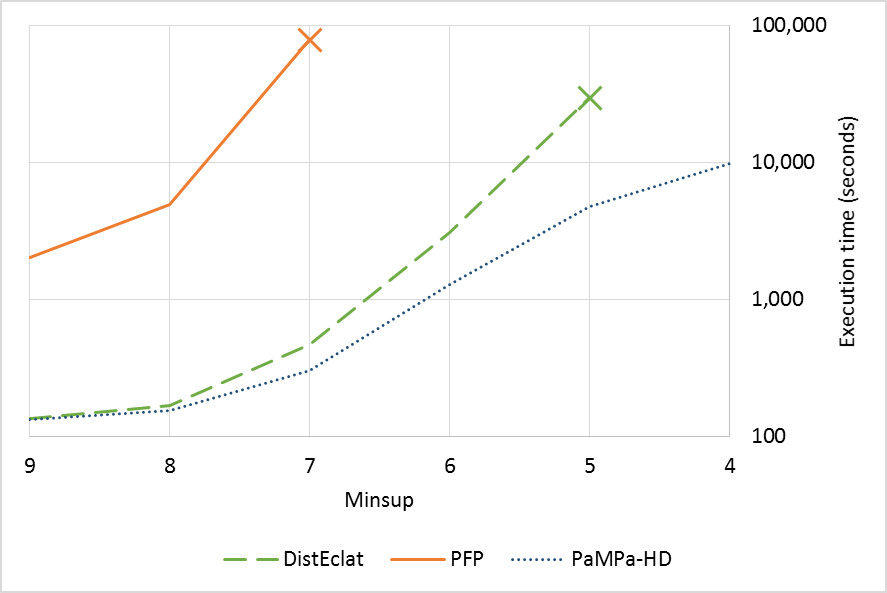 100,000
10,000
1,000
100
Execution time (seconds)
9 8 7 6 5 4
Minsup
DistEclat PFP PaMPa-HD